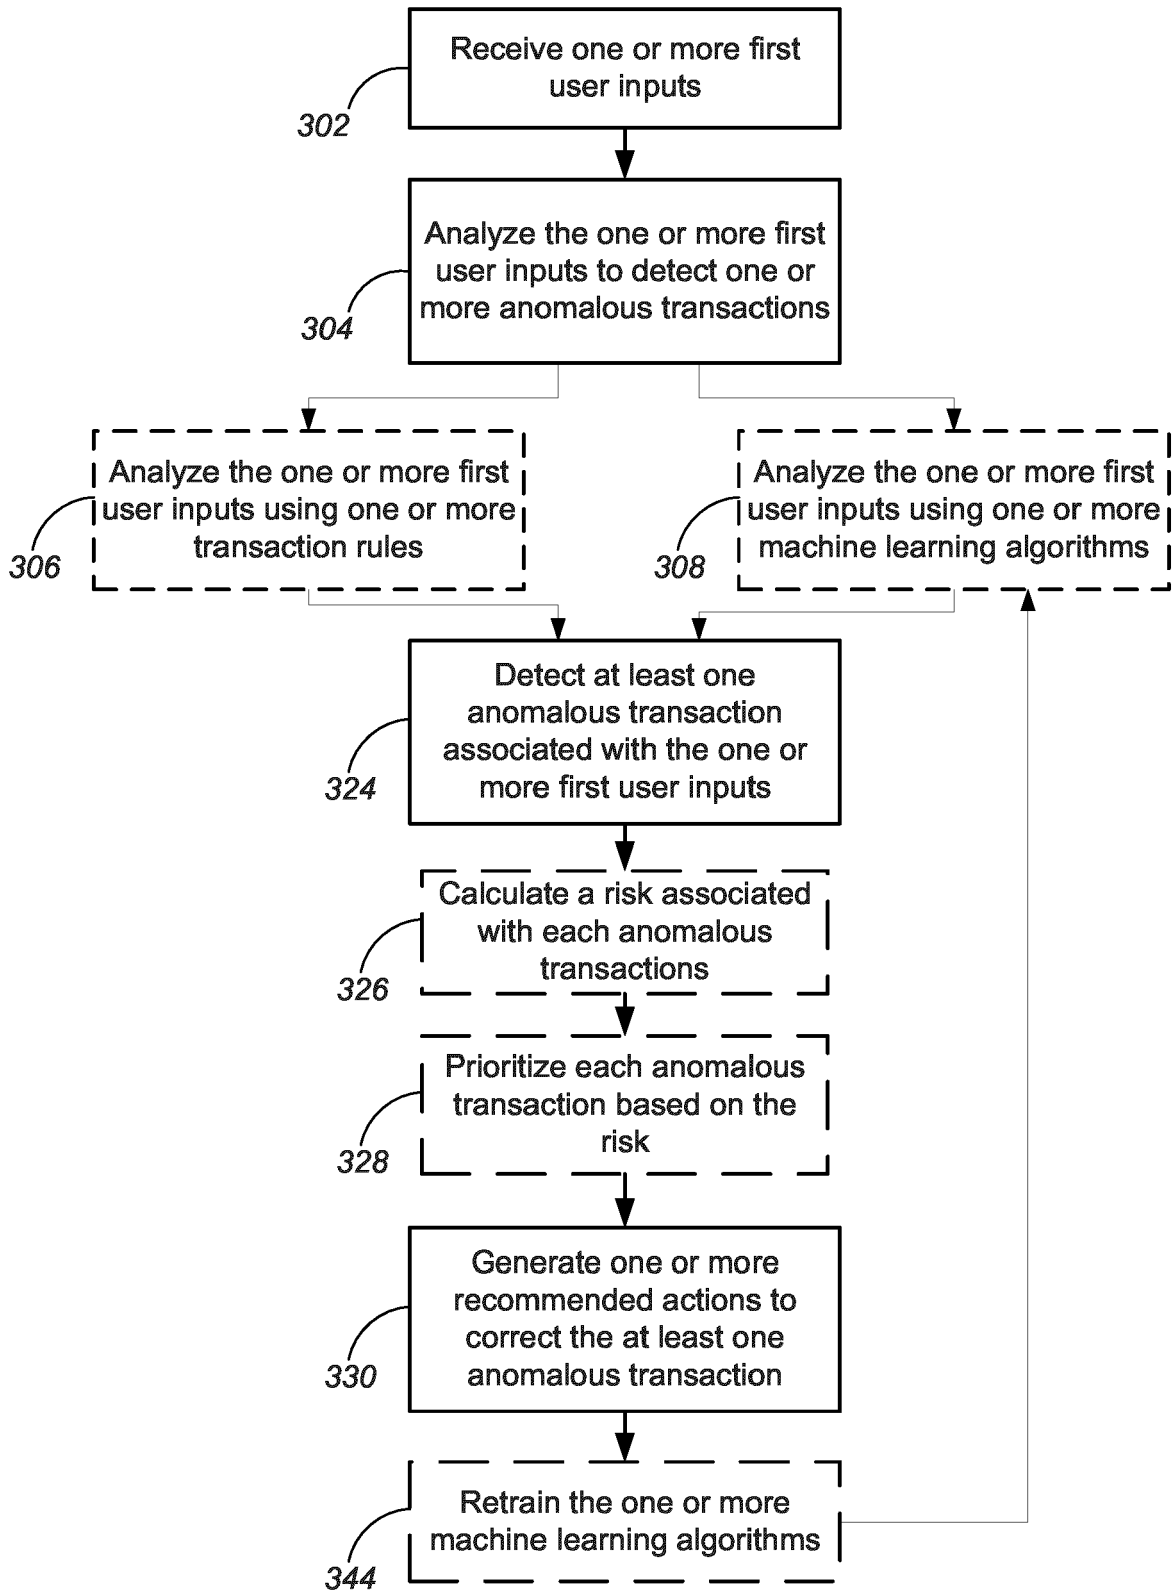 Receive one or more first
user inputs
302
Analyze the one or more first
user inputs to detect one or
more anomalous transactions
304
Analyze the one or more first
user inputs using one or more
transaction rules
306
Analyze the one or more first
user inputs using one or more
machine learning algorithms
308
Detect at least one
anomalous transaction
associated with the one or
more first user inputs
324
Calculate a risk associated
with each anomalous
transactions
326
Prioritize each anomalous
transaction based on the
risk
328
Generate one or more
recommended actions to
correct the at least one
anomalous transaction
330
Retrain the one or more
machine learning algorithms
344